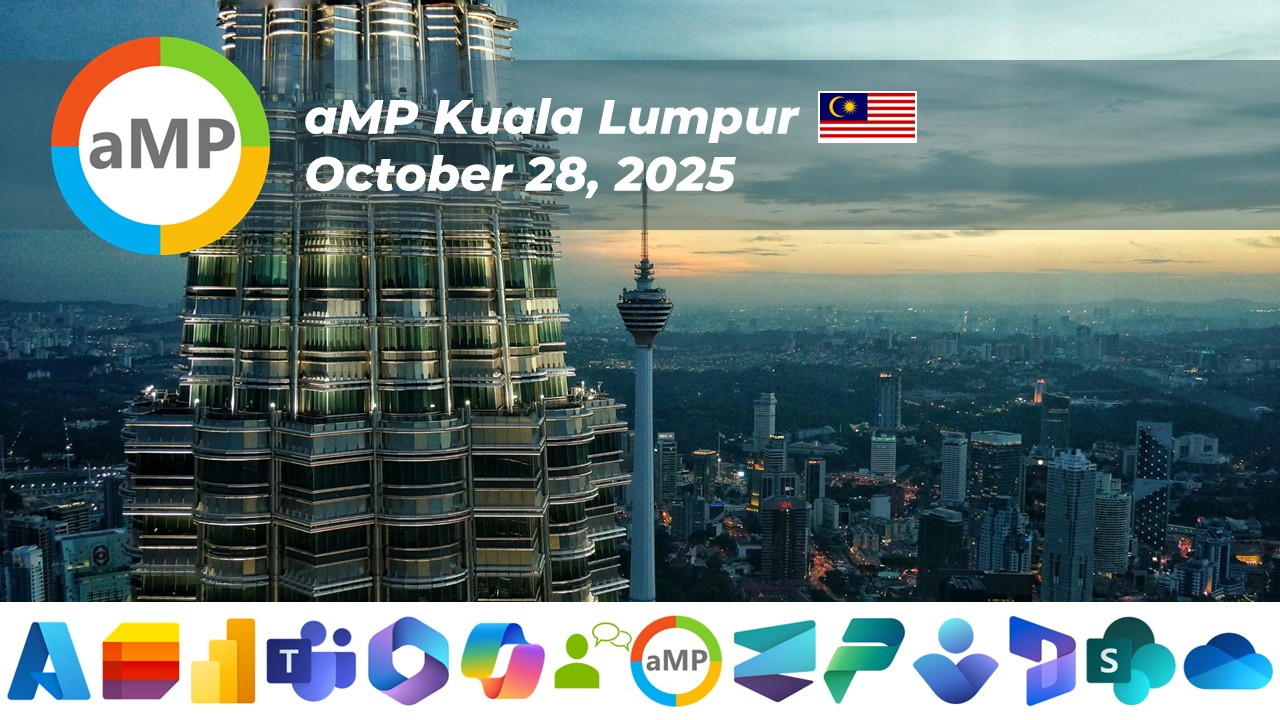 aMP
aMP Kuala Lumpur
October 28, 2025
T
aMP
S